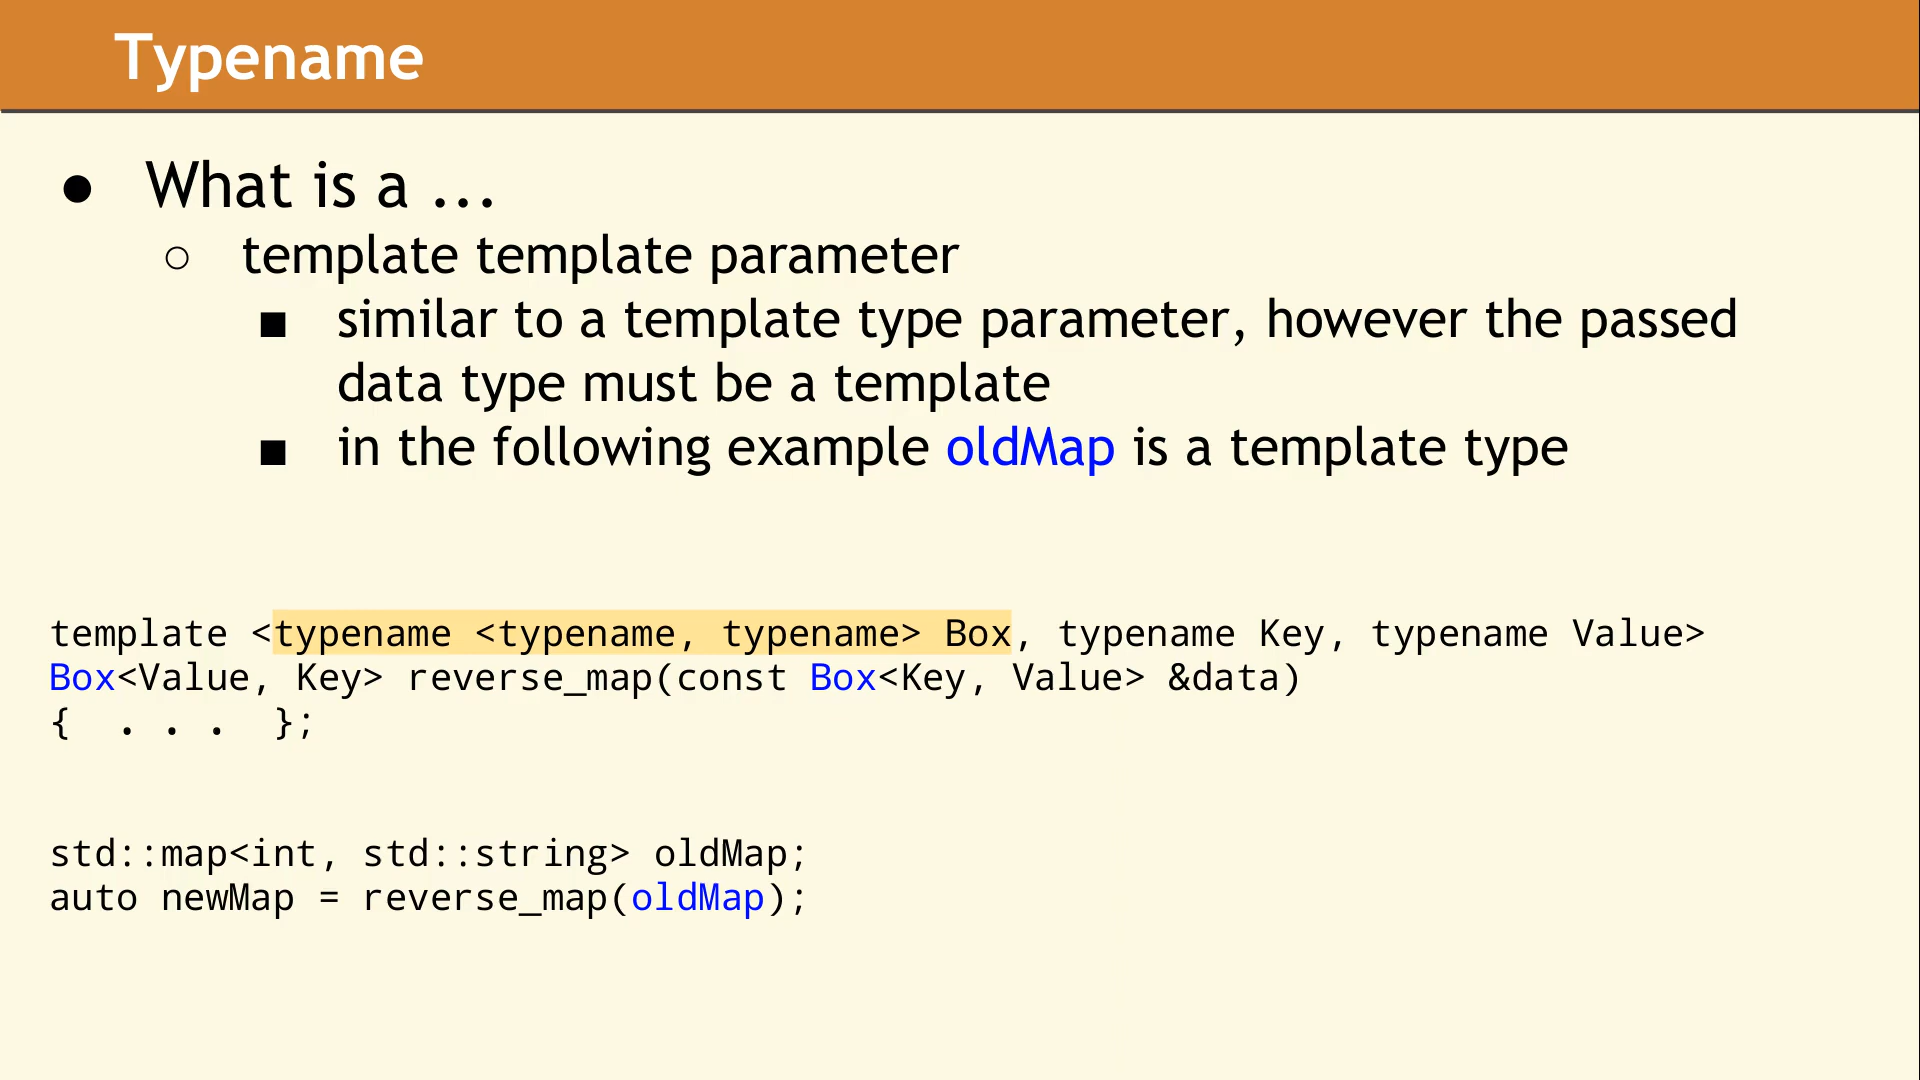 Typename
● What is a ...
○ template template parameter
■ similar to a template type parameter, however the passed
data type must be a template
■ in the following example oldMap is a template type
template <typename <typename, typename> Box, typename Key, typename Value>
Box<Value, Key> reverse_map(const Box<Key, Value> &data)
{ . . . };
std::map<int, std::string> oldMap;
auto newMap = reverse_map(oldMap);